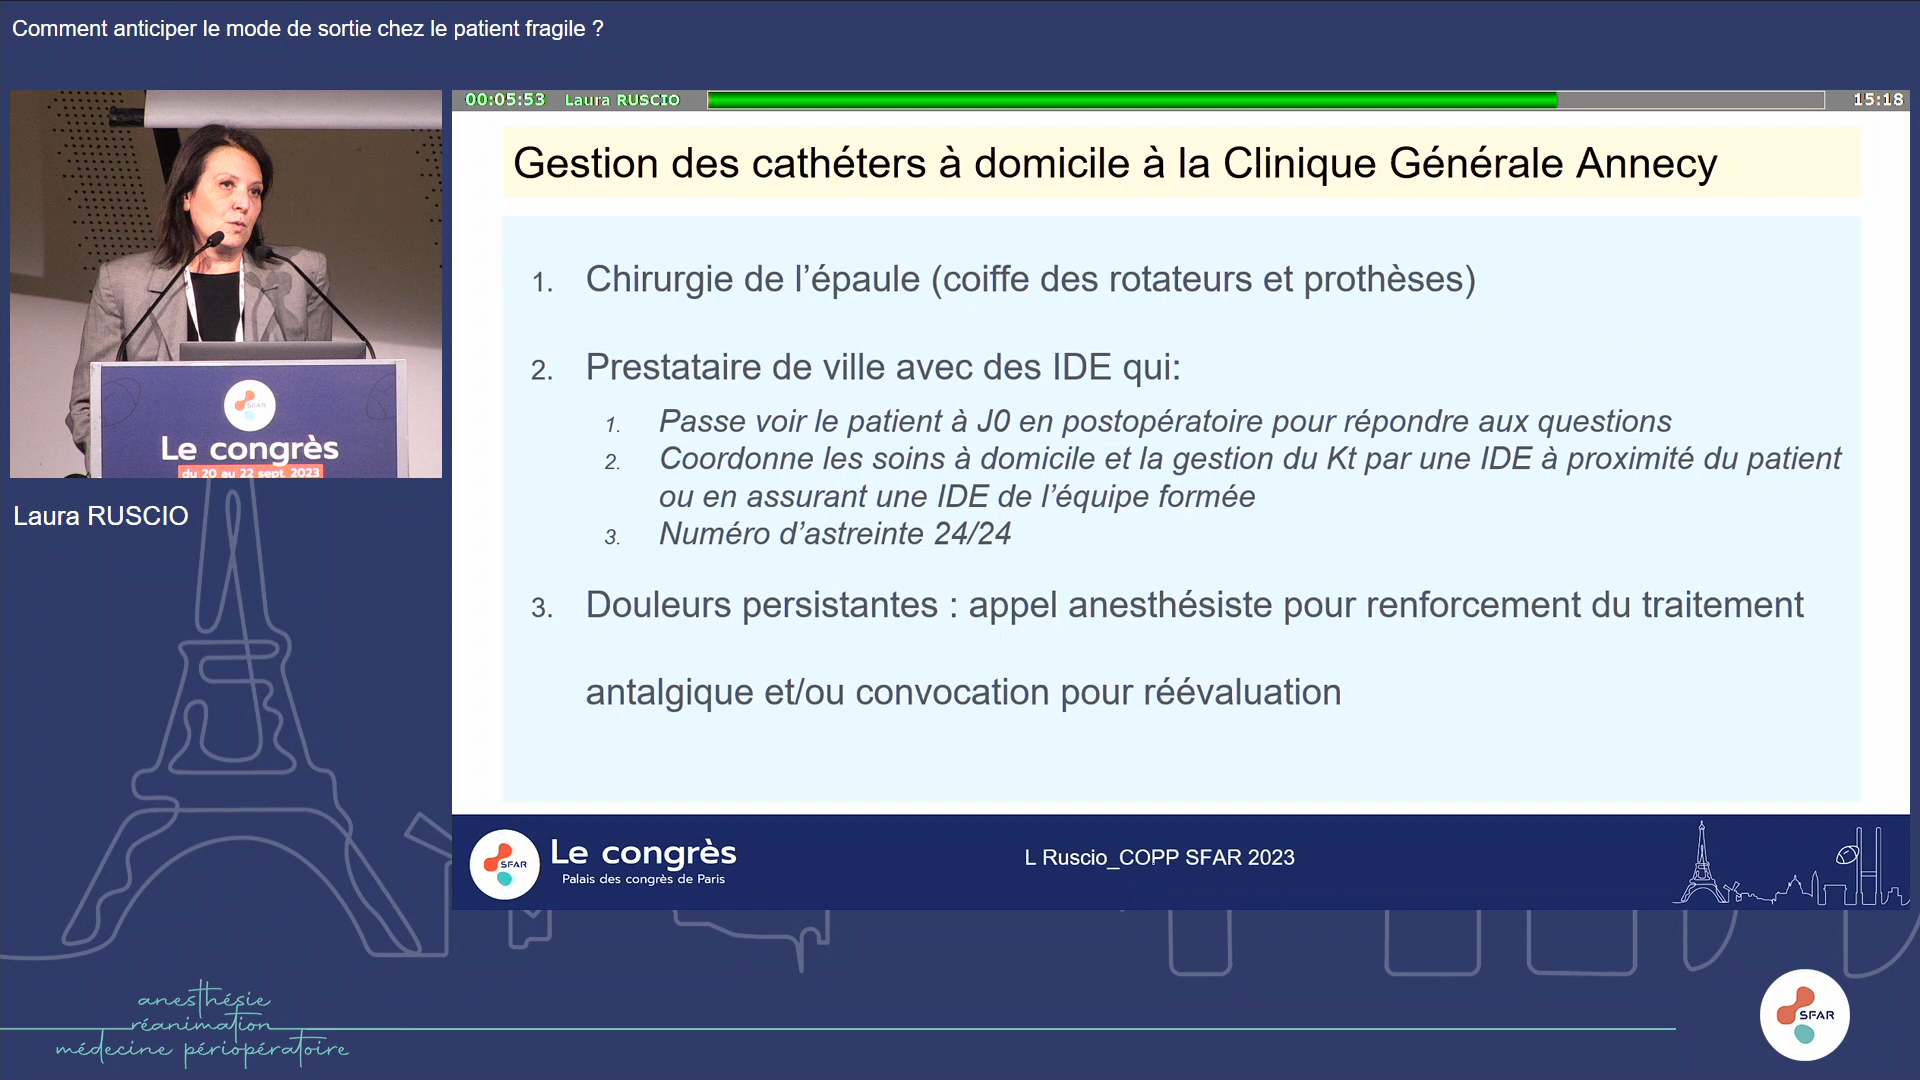 Comment anticiper le mode de sortie chez le patient fragile ?
00:05:53 Laura RUSCIO 15:18
Gestion des cathéters à domicile à la Clinique Générale Annecy
1. Chirurgie de l’épaule (coiffe des rotateurs et prothèses)
2. Prestataire de ville avec des IDE qui:
1. Passe voir le patient à J0 en postopératoire pour répondre aux questions
2. Coordonne les soins à domicile et la gestion du Kt par une IDE à proximité du patient
ou en assurant une IDE de l’équipe formée
3. Numéro d’astreinte 24/24
3. Douleurs persistantes : appel anesthésiste pour renforcement du traitement
antalgique et/ou convocation pour réévaluation
SFAR
Le congrès
du 20 au 22 sept. 2023
Laura RUSCIO
SFAR
Le congrès
Palais des congrès de Paris
L Ruscio_COPP SFAR 2023
anesthésie
réanimation
médecine périopératoire
SFAR